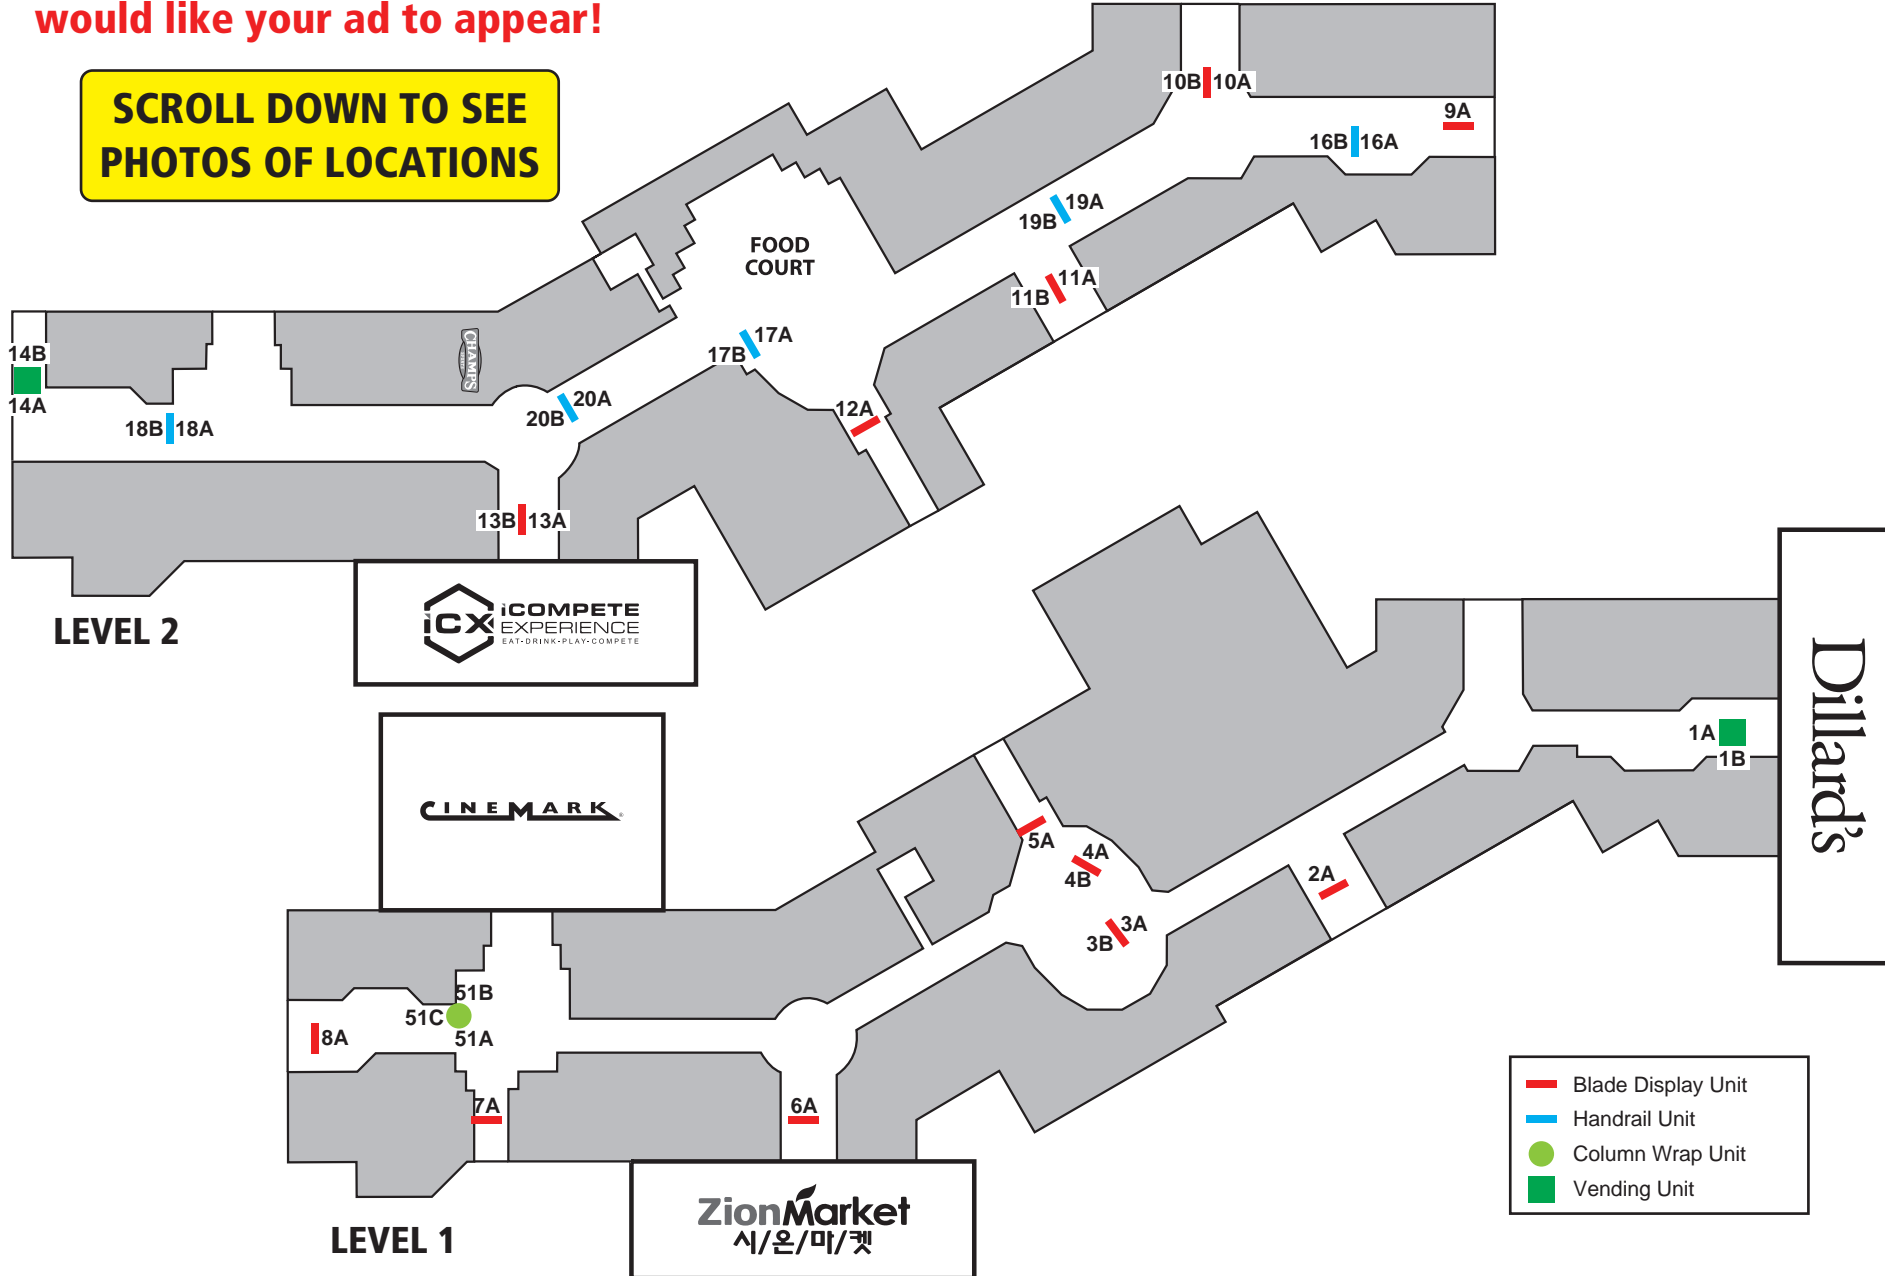 would like your ad to appear!
SCROLL DOWN TO SEE
PHOTOS OF LOCATIONS
10B 10A
9A
16B 16A
19A
19B
FOOD
COURT
11A
11B
17A
17B
14B
14A
CHAMPS
18B 18A
20A
20B
12A
13B 13A
LEVEL 2
iCX
iCOMPETE
EXPERIENCE
EAT-DRINK-PLAY-COMPETE
CINEMARK
Dillard's
1A
1B
5A
4A
4B
2A
3A
3B
51B
51C
51A
8A
7A
6A
LEVEL 1
ZionMarket
시/온/마/켓
Blade Display Unit
Handrail Unit
Column Wrap Unit
Vending Unit